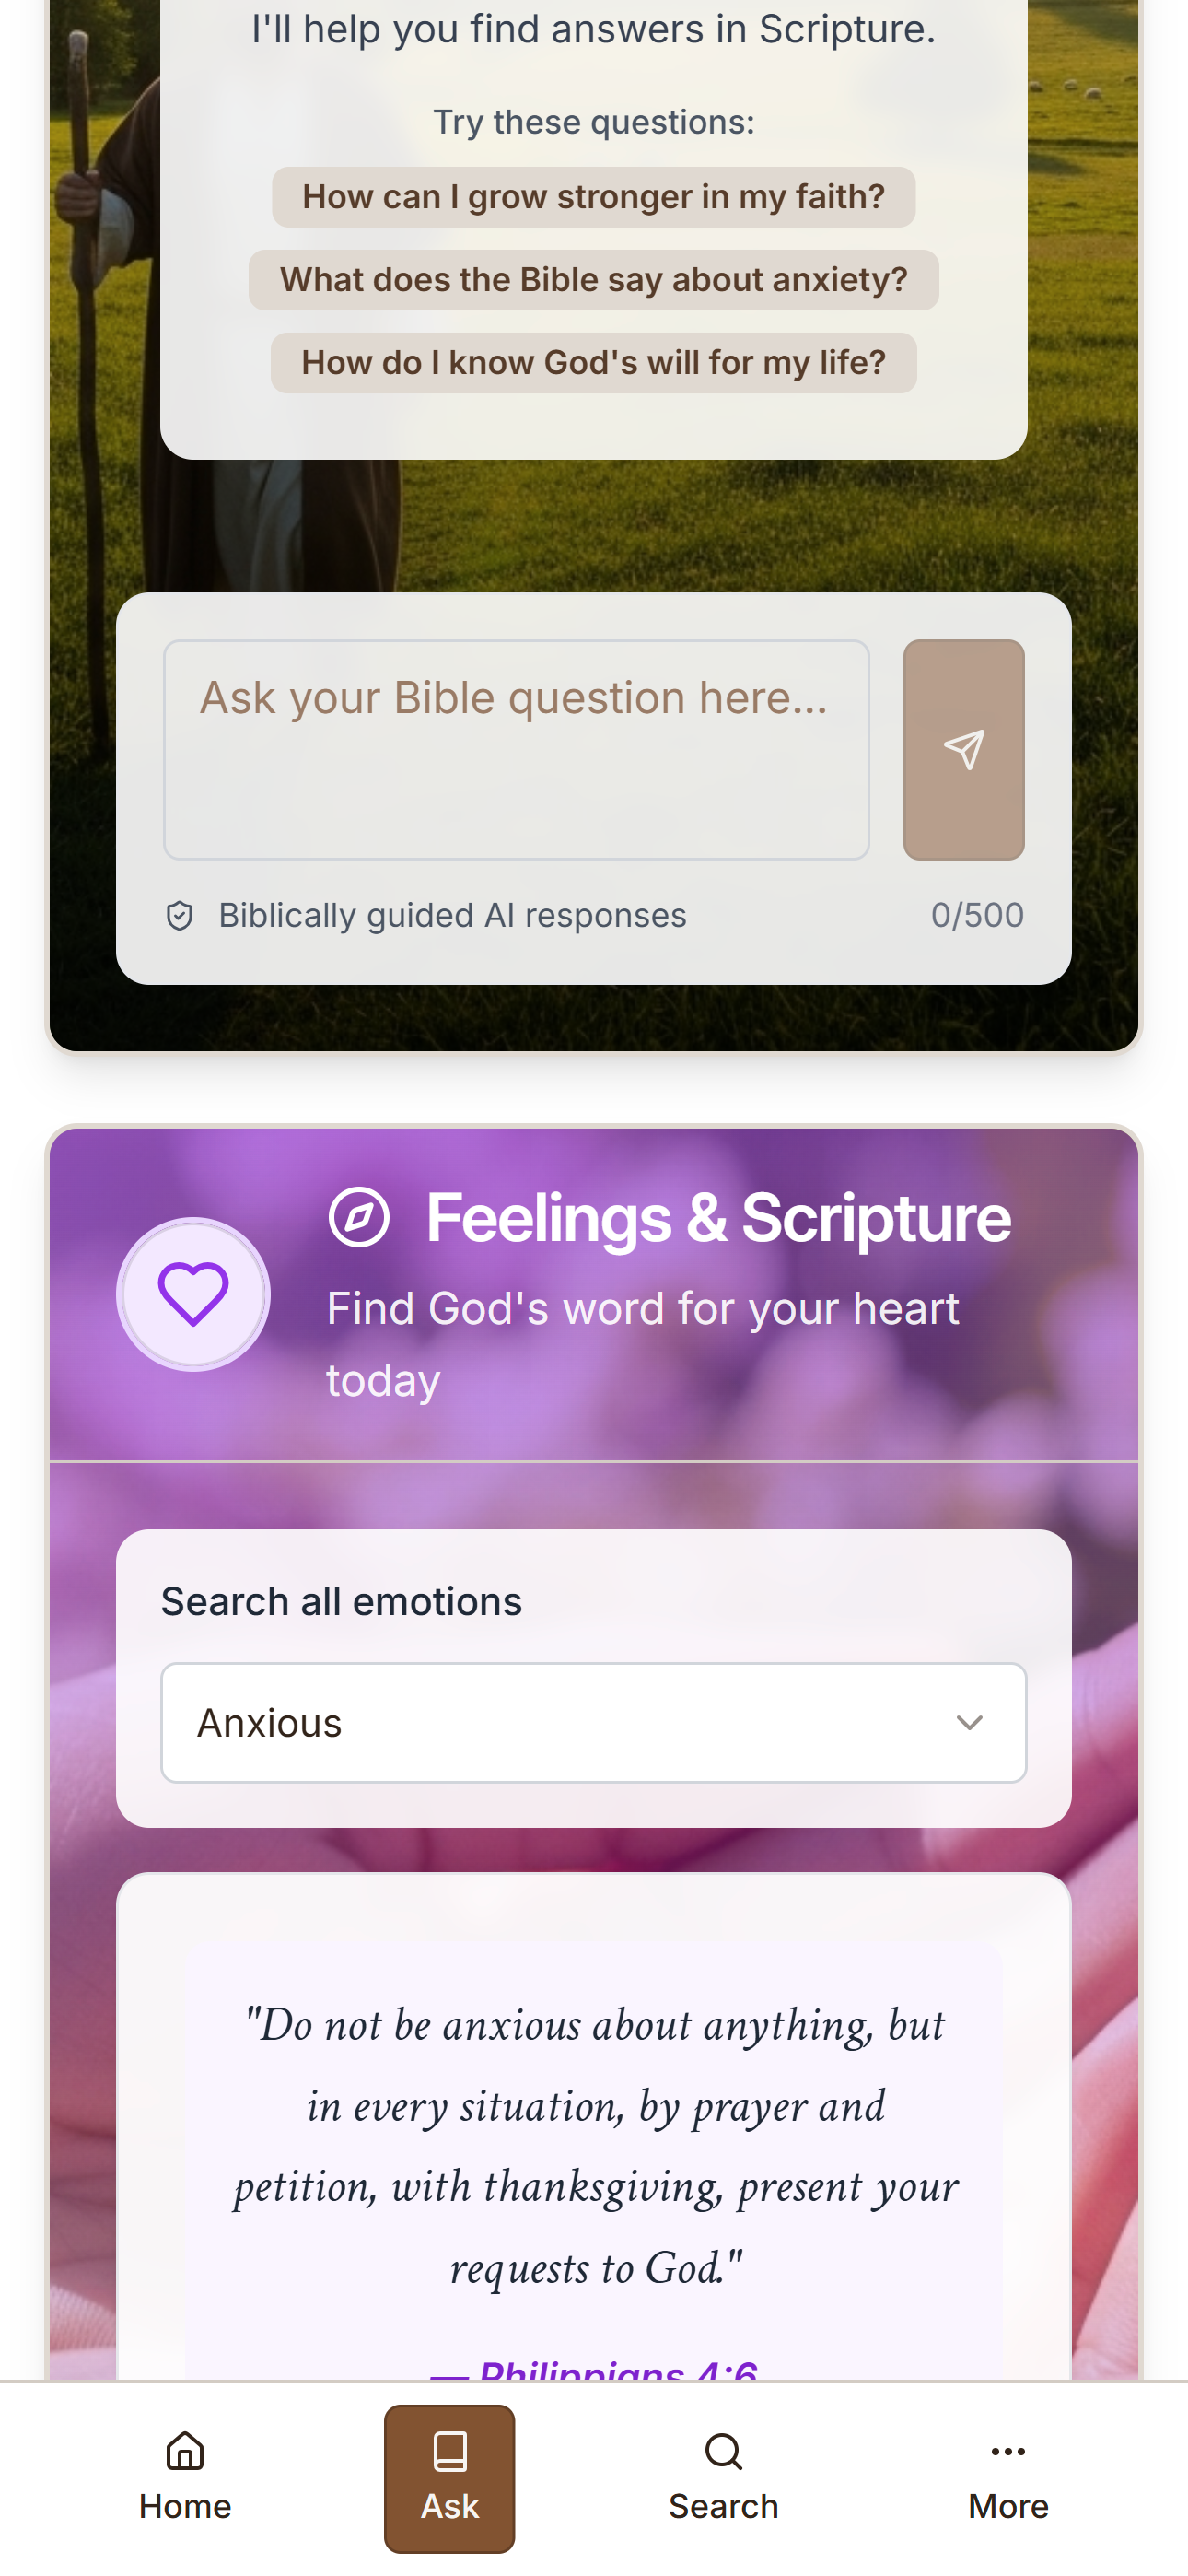 I'll help you find answers in Scripture.
Try these questions:
How can I grow stronger in my faith?
What does the Bible say about anxiety?
How do I know God's will for my life?
Ask your Bible question here...
Biblically guided AI responses
0/500
Feelings & Scripture
Find God's word for your heart
today
Search all emotions
Anxious
"Do not be anxious about anything, but
in every situation, by prayer and
petition, with thanksgiving, present your
requests to God."
— Philippians 4:6
Home
Ask
Search
More